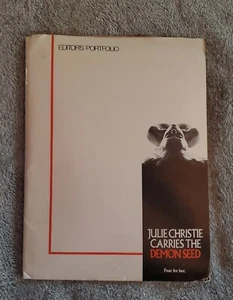 EDITOR'S PORTFOLIO
JULIE CHRISTIE
CARRIES THE
DEMON SEED
Fear for her.